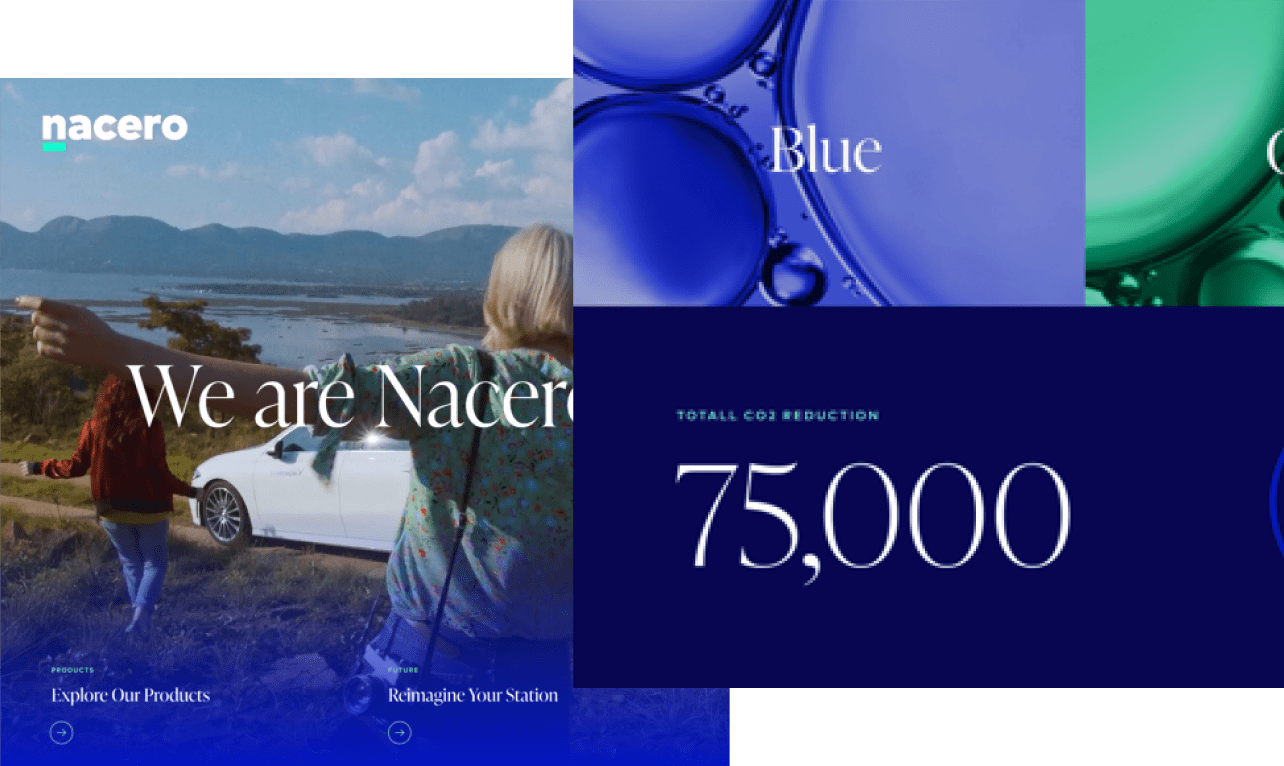 nacero
We are Nacero
PRODUCTS
Explore Our Products
FUTURE
Reimagine Your Station
Blue
TOTALL CO2 REDUCTION
75,000